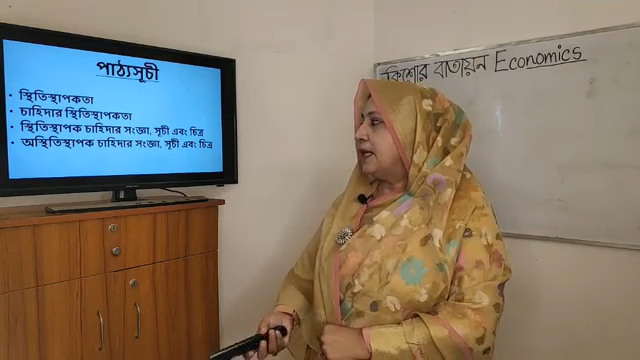 পাঠ্যসূচী
• স্থিতিস্থাপকতা
• চাহিদার স্থিতিস্থাপকতা
• স্থিতিস্থাপক চাহিদার সংজ্ঞা, সূচী এবং চিত্র
• অস্থিতিস্থাপক চাহিদার সংজ্ঞা, সূচী এবং চিত্র
কিশোর বাতায়ন Economics